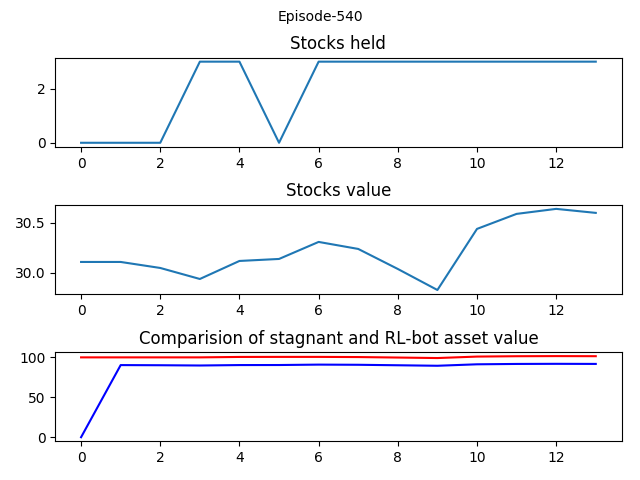 Episode-540
Stocks held
2
0
0 2 4 6 8 10 12
Stocks value
30.5
30.0
0 2 4 6 8 10 12
Comparision of stagnant and RL-bot asset value
100
50
0
0 2 4 6 8 10 12